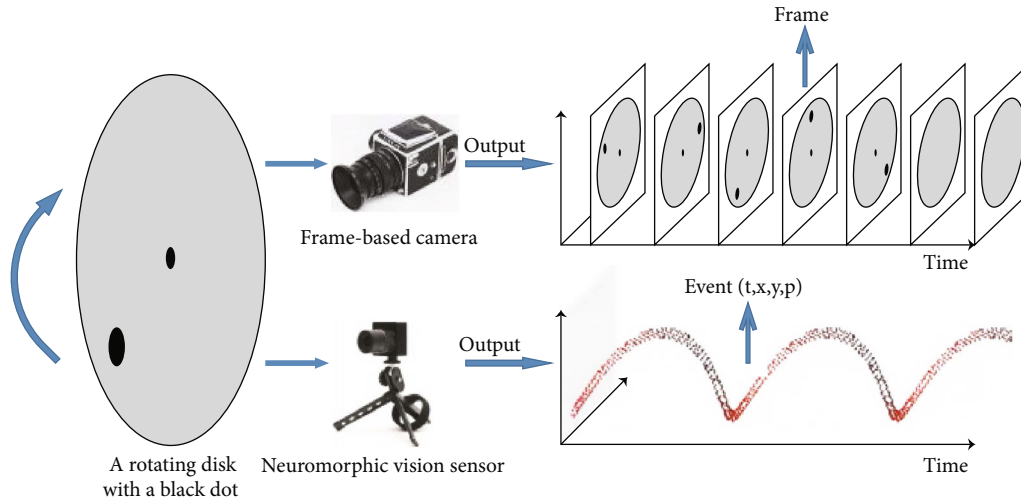 Frame
Output
Frame-based camera
Time
Event (t,x,y,p)
Output
A rotating disk
with a black dot
Neuromorphic vision sensor
Time